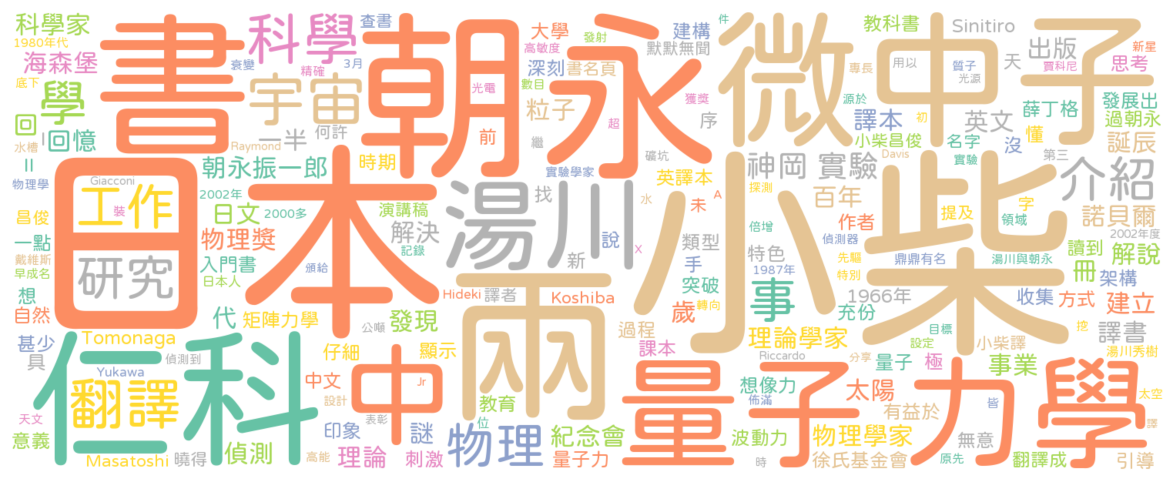 科學家
1980年代
海森堡
底下
衰變
查書
3月
精確
書
科學
朝永
大學
高敏度
發射
件
默默無聞
建構
數目
深刻
書名頁
教科書
Sinitiro
微中子
天
出版
思考
新星
賈科尼
學
宇宙
光電
獲獎
粒子
超
質子
光源
用以
專長
源於
初
發展出
薛丁格
過朝永
回
回憶
水槽
II
Raymond
一半
何許
前
繼
序
礦坑
譯本
小柴昌俊
名字
英文
沒
懂
誕辰
物理學
Giacconi
朝永振一郎
時期
實驗學家
神岡
實驗
Davis
實驗
第三
工作
2002年
英譯本
探測
介紹
昌俊
裝
日文
2000多
演講稿
找
水
未
A
百年
提及
字
領域
諾貝爾
2002年度
日本
湯川
小柴
一點
物理獎
記錄
解決
說
類型
倍增
作者
偵測器
鼎鼎有名
湯川與朝永
讀到
解說
戴維斯
早成名
研究
入門書
頒給
日本人
新
X
手
特色
先驅
1987年
特別
冊
架構
想
自然
代
矩陣力學
公噸
發現
Hideki
譯者
Koshiba
突破
歲
轉向
事
1966年
充份
收集
方式
建立
目標
設定
挖
甚少
具
Tomonaga
Yukawa
偵測到
仔細
顯示
兩
過程
課本
理論學家
Riccardo
分享
小柴譯
量子
極
事業
譯書
湯川秀樹
仁科
翻譯
中文
中
Jr
設計
表彰
教育
位
量子力學
想像力
佈滿
太陽
有益於
皆
太空
譯
天文
意義
Masatoshi
曉得
偵測
高能
印象
理論
謎
刺激
物理
紀念會
量子力
波動力
時
物理學家
徐氏基金會
無意
原先
翻譯成
引導